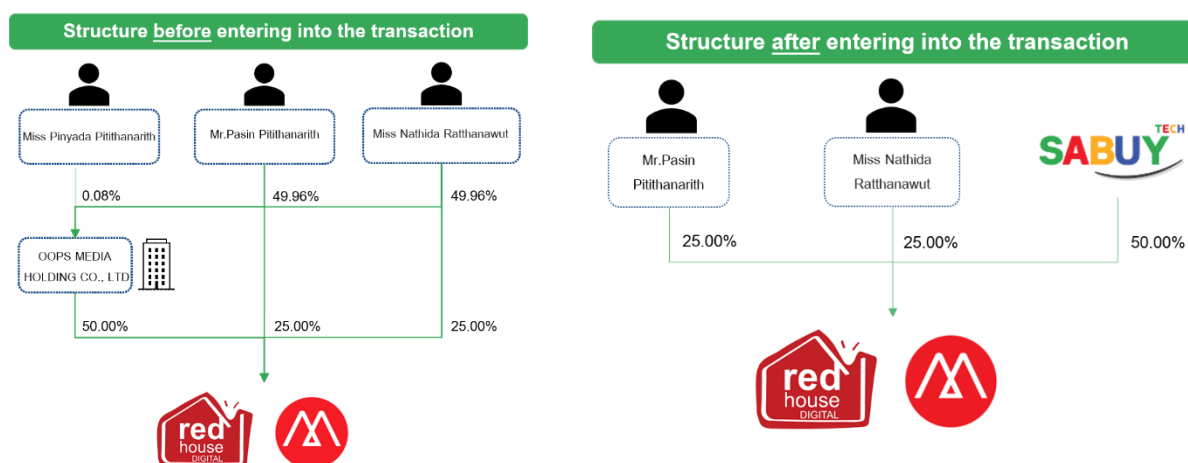 Structure before entering into the transaction
Miss Pinyada Pitithanarith
Mr.Pasin Pitithanarith
Miss Nathida Ratthanawut
0.08%
49.96%
49.96%
OOPS MEDIA
HOLDING CO., LTD
50.00%
25.00%
25.00%
red
house
DIGITAL
Structure after entering into the transaction
Mr.Pasin
Pitithanarith
Miss Nathida
Ratthanawut
SABUY
TECH
25.00%
25.00%
50.00%
red
house
DIGITAL